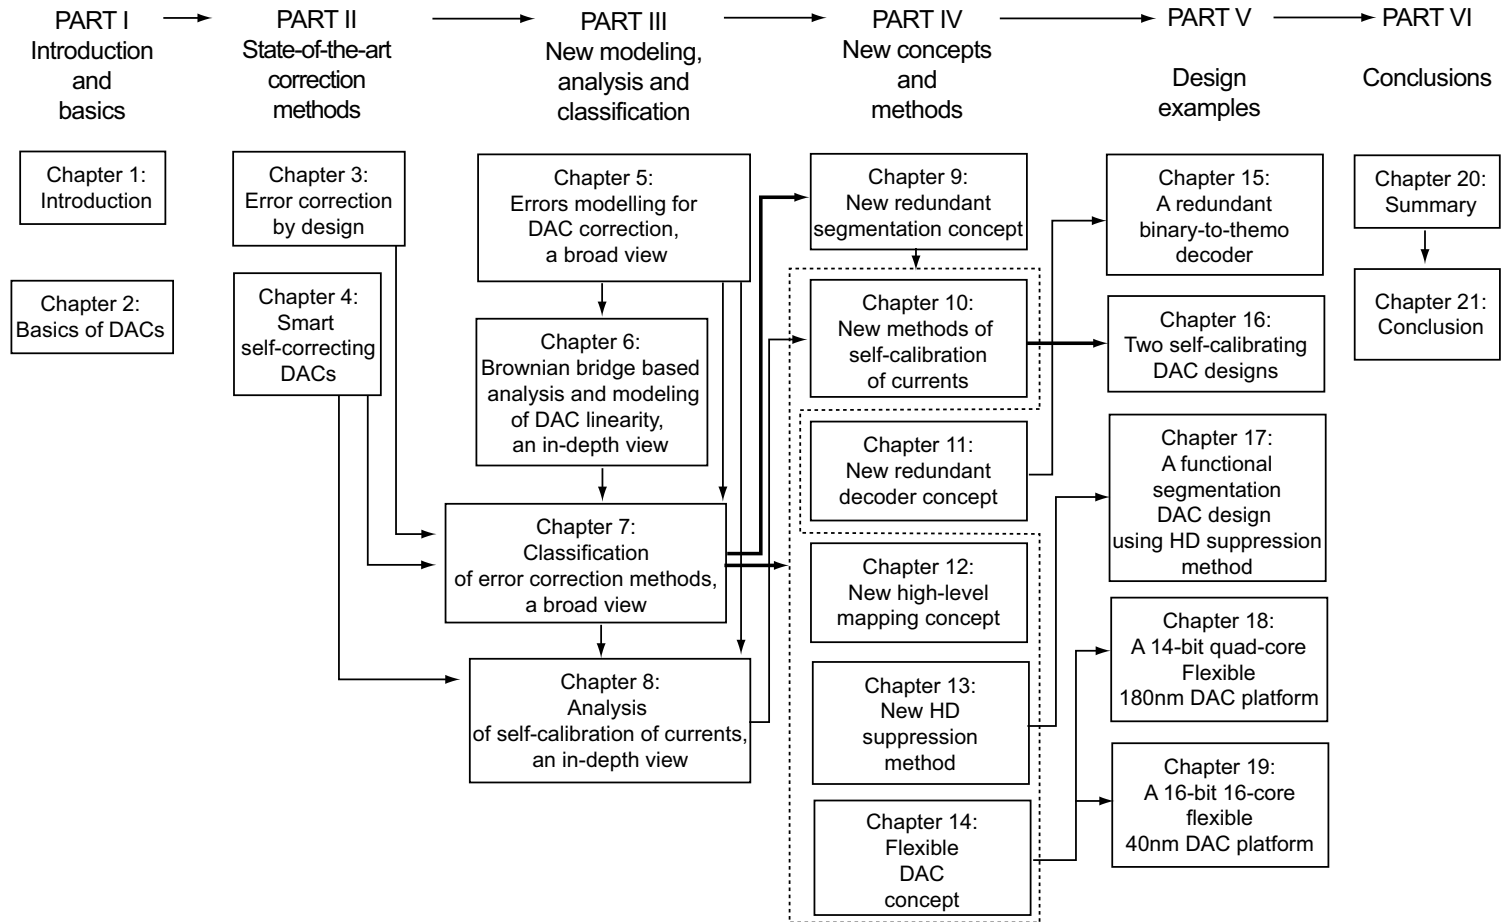 PART I
Introduction
and
basics
PART II
State-of-the-art
correction
methods
PART III
New modeling,
analysis and
classification
PART IV
New concepts
and
methods
PART V
Design
examples
PART VI
Conclusions
Chapter 1:
Introduction
Chapter 2:
Basics of DACs
Chapter 3:
Error correction
by design
Chapter 4:
Smart
self-correcting
DACs
Chapter 5:
Errors modelling for
DAC correction,
a broad view
Chapter 6:
Brownian bridge based
analysis and modeling
of DAC linearity,
an in-depth view
Chapter 7:
Classification
of error correction methods,
a broad view
Chapter 8:
Analysis
of self-calibration of currents,
an in-depth view
Chapter 9:
New redundant
segmentation concept
Chapter 10:
New methods of
self-calibration
of currents
Chapter 11:
New redundant
decoder concept
Chapter 12:
New high-level
mapping concept
Chapter 13:
New HD
suppression
method
Chapter 14:
Flexible
DAC
concept
Chapter 15:
A redundant
binary-to-themo
decoder
Chapter 16:
Two self-calibrating
DAC designs
Chapter 17:
A functional
segmentation
DAC design
using HD suppression
method
Chapter 18:
A 14-bit quad-core
Flexible
180nm DAC platform
Chapter 19:
A 16-bit 16-core
flexible
40nm DAC platform
Chapter 20:
Summary
Chapter 21:
Conclusion